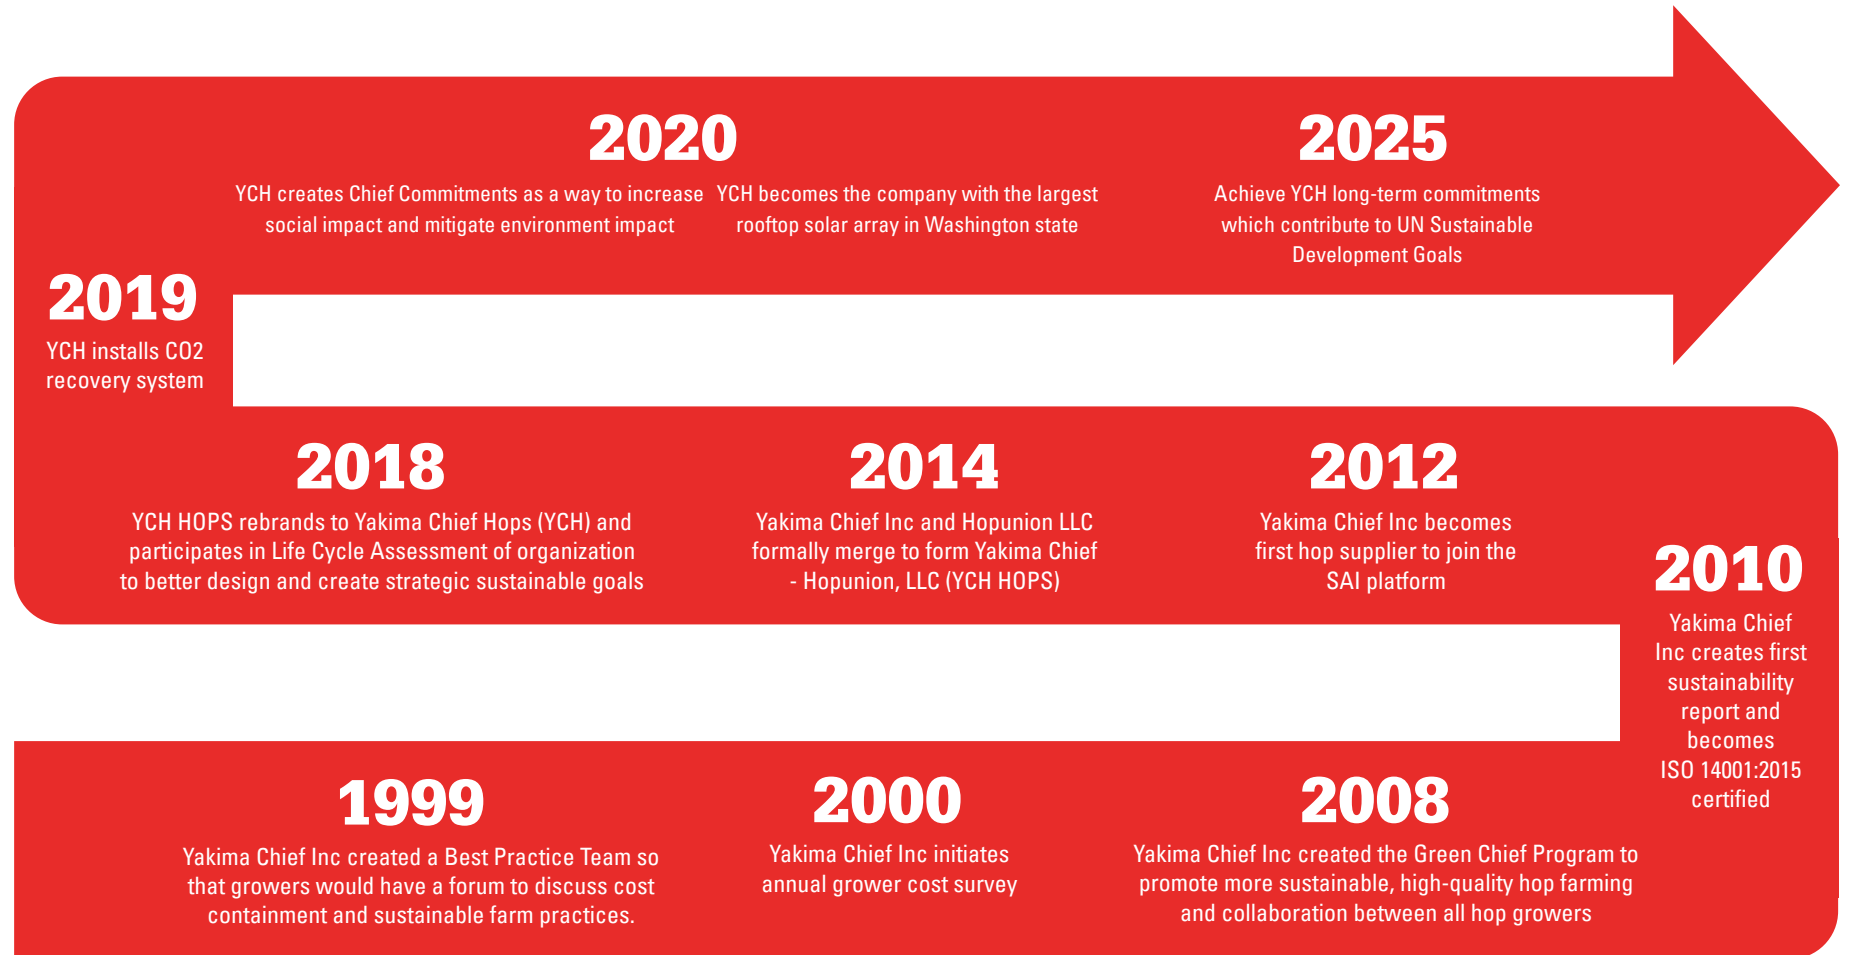 2020
YCH creates Chief Commitments as a way to increase
social impact and mitigate environment impact
YCH becomes the company with the largest
rooftop solar array in Washington state
2025
Achieve YCH long-term commitments
which contribute to UN Sustainable
Development Goals
2019
YCH installs CO2
recovery system
2018
YCH HOPS rebrands to Yakima Chief Hops (YCH) and
participates in Life Cycle Assessment of organization
to better design and create strategic sustainable goals
2014
Yakima Chief Inc and Hopunion LLC
formally merge to form Yakima Chief
- Hopunion, LLC (YCH HOPS)
2012
Yakima Chief Inc becomes
first hop supplier to join the
SAI platform
2010
Yakima Chief
Inc creates first
sustainability
report and
becomes
ISO 14001:2015
certified
1999
Yakima Chief Inc created a Best Practice Team so
that growers would have a forum to discuss cost
containment and sustainable farm practices.
2000
Yakima Chief Inc initiates
annual grower cost survey
2008
Yakima Chief Inc created the Green Chief Program to
promote more sustainable, high-quality hop farming
and collaboration between all hop growers